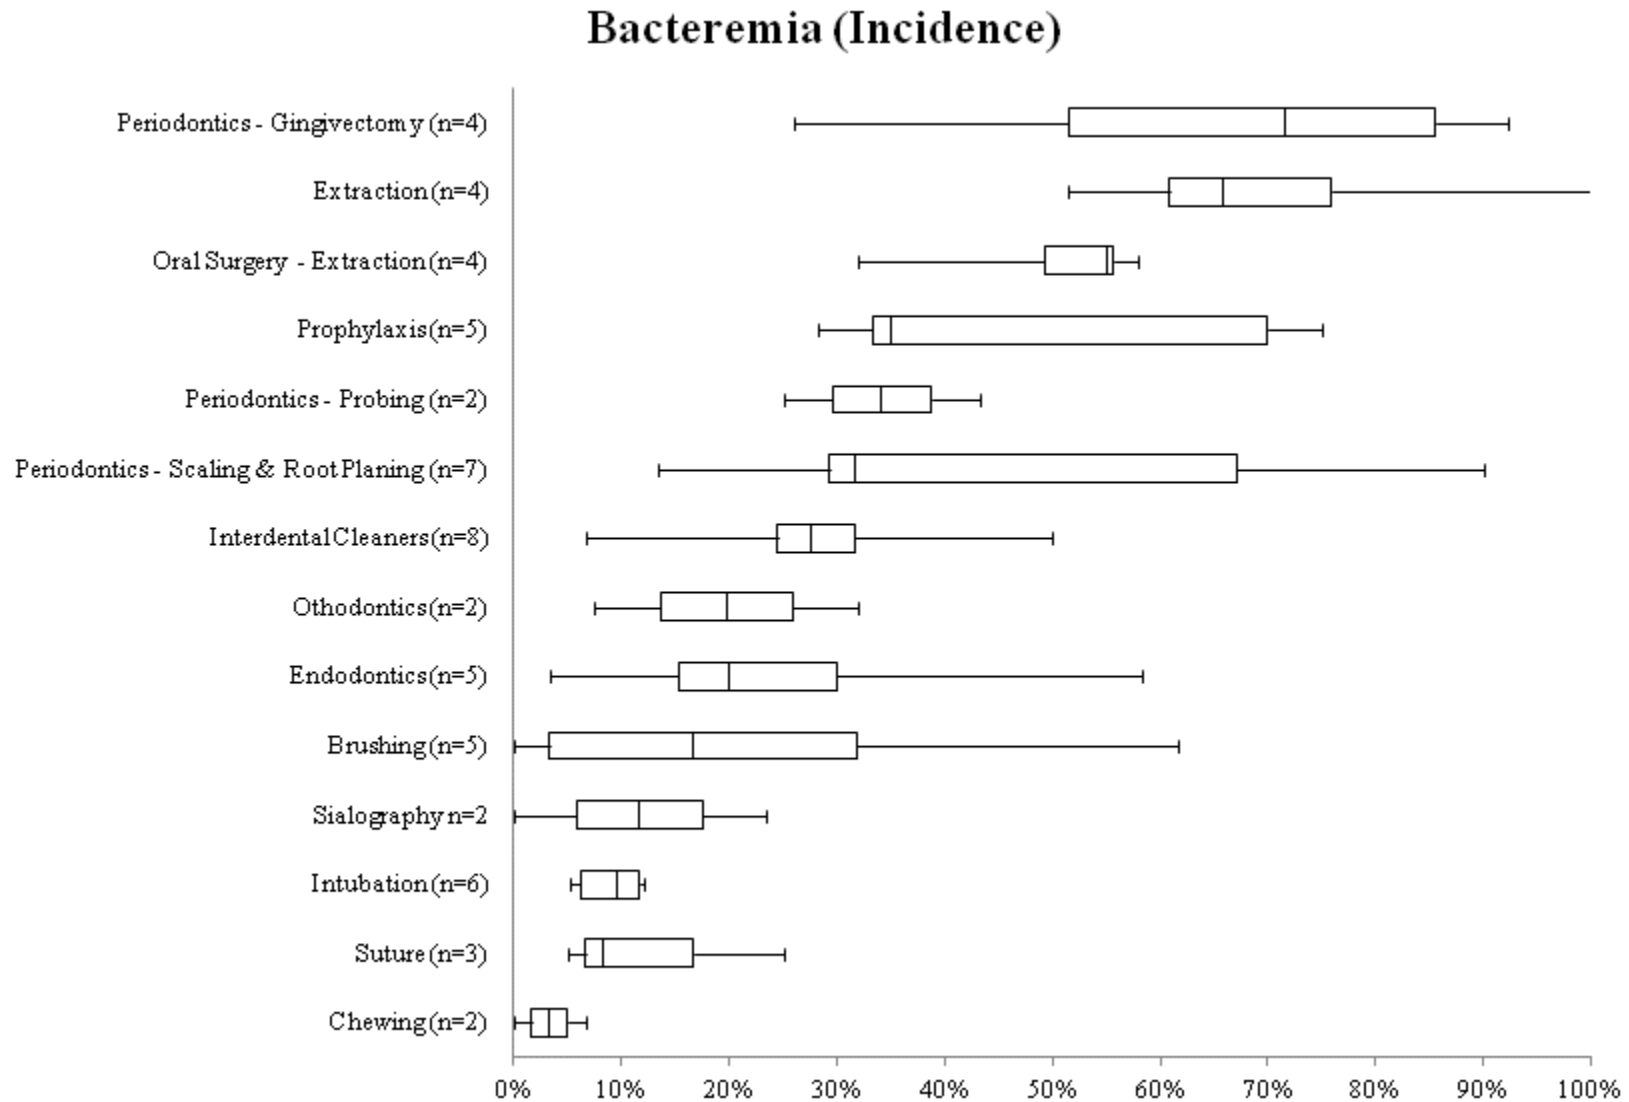 Bacteremia (Incidence)
Periodontics - Gingivectomy (n=4)
Extraction (n=4)
Oral Surgery - Extraction (n=4)
Prophylaxis (n=5)
Periodontics - Probing (n=2)
Periodontics - Scaling & Root Planing (n=7)
Interdental Cleaners (n=8)
Othodontics (n=2)
Endodontics (n=5)
Brushing (n=5)
Sialography n=2
Intubation (n=6)
Suture (n=3)
Chewing (n=2)
0% 10% 20% 30% 40% 50% 60% 70% 80% 90% 100%